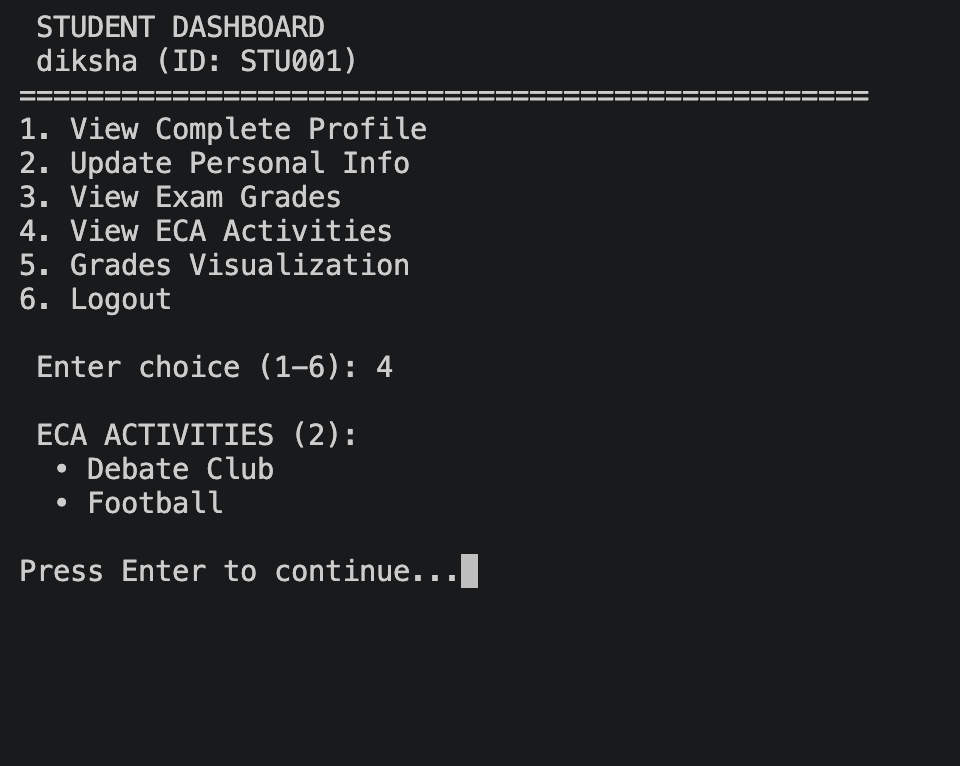 STUDENT DASHBOARD
diksha (ID: STU001)
==================================================
1. View Complete Profile
2. Update Personal Info
3. View Exam Grades
4. View ECA Activities
5. Grades Visualization
6. Logout
Enter choice (1-6): 4
ECA ACTIVITIES (2):
• Debate Club
• Football
Press Enter to continue...